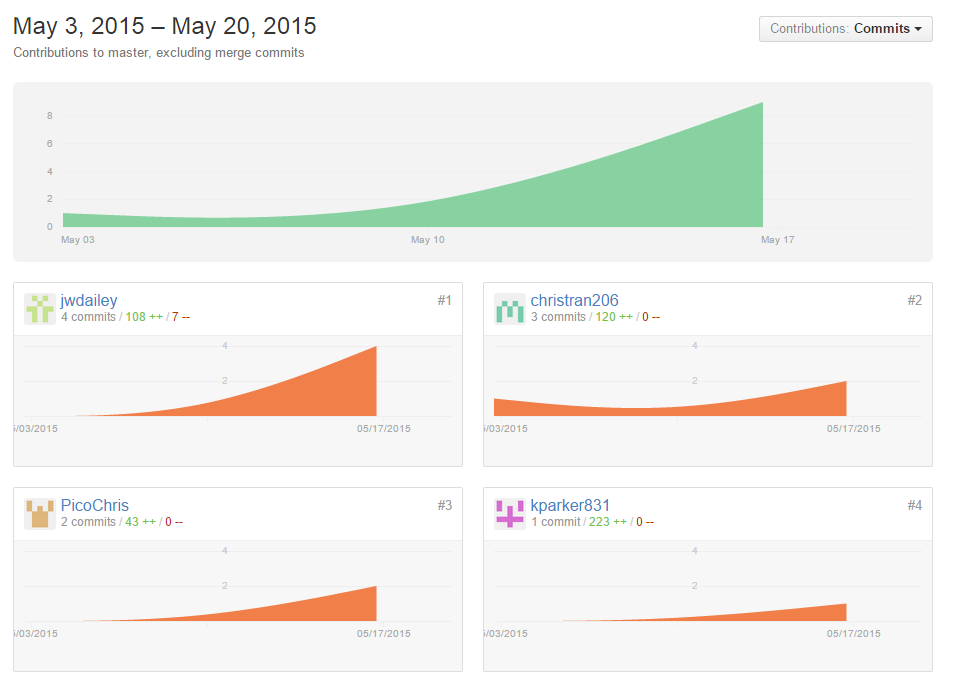 May 3, 2015 – May 20, 2015
Contributions: Commits
Contributions to master, excluding merge commits
8
6
4
2
0
May 03
May 10
May 17
jwdailey
#1
4 commits / 108 ++ / 7 --
4
2
/03/2015
05/17/2015
christran206
#2
3 commits / 120 ++ / 0 --
4
2
/03/2015
05/17/2015
PicoChris
#3
2 commits / 43 ++ / 0 --
4
2
/03/2015
05/17/2015
kparker831
#4
1 commit / 223 ++ / 0 --
4
2
/03/2015
05/17/2015